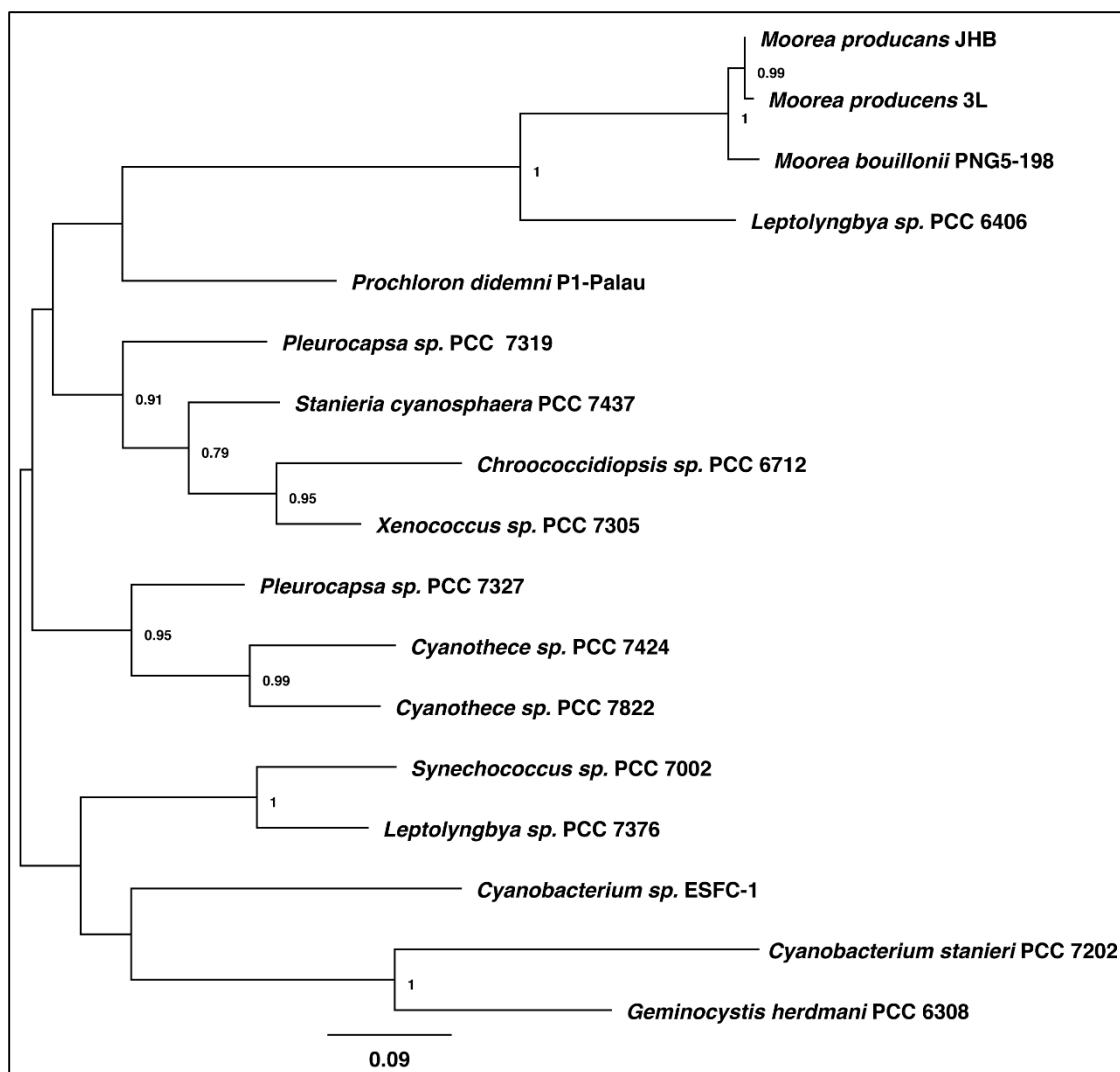 Moorea producans JHB
0.99
Moorea producens 3L
1
Moorea bouillonii PNG5-198
1
Leptolyngbya sp. PCC 6406
Prochloron didemni P1-Palau
Pleurocapsa sp. PCC 7319
0.91
Stanieria cyanosphaera PCC 7437
0.79
Chroococcidiopsis sp. PCC 6712
0.95
Xenococcus sp. PCC 7305
Pleurocapsa sp. PCC 7327
0.95
Cyanothece sp. PCC 7424
0.99
Cyanothece sp. PCC 7822
Synechococcus sp. PCC 7002
1
Leptolyngbya sp. PCC 7376
Cyanobacterium sp. ESFC-1
Cyanobacterium stanieri PCC 7202
1
Geminocystis herdmani PCC 6308
0.09